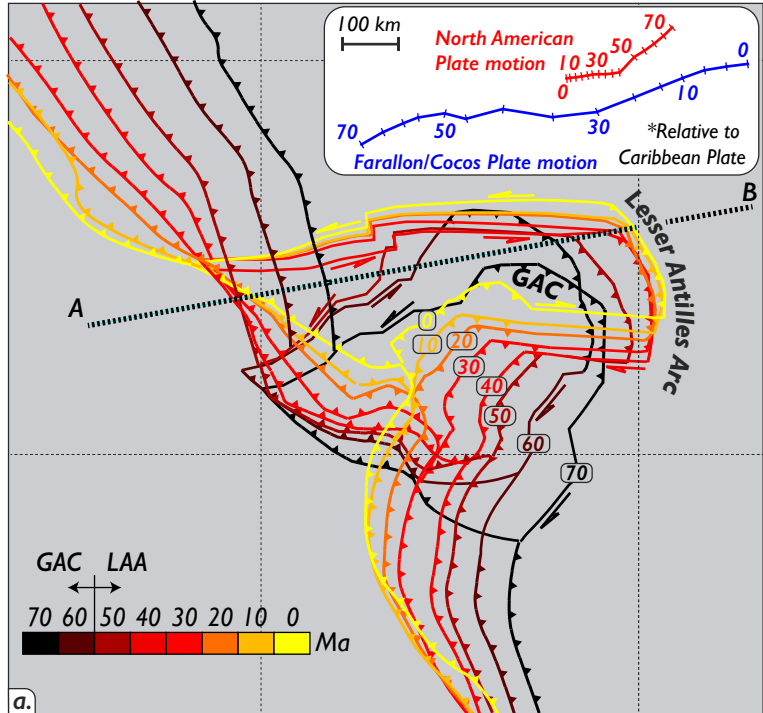 100 km
North American
Plate motion
70
50
30
10
0
0
10
30
50
70
Farallon/Cocos Plate motion
*Relative to
Caribbean Plate
A
B
Lesser Antilles Arc
GAC
0
10
20
30
40
50
60
70
GAC LAA
70 60 50 40 30 20 10 0
Ma
a.